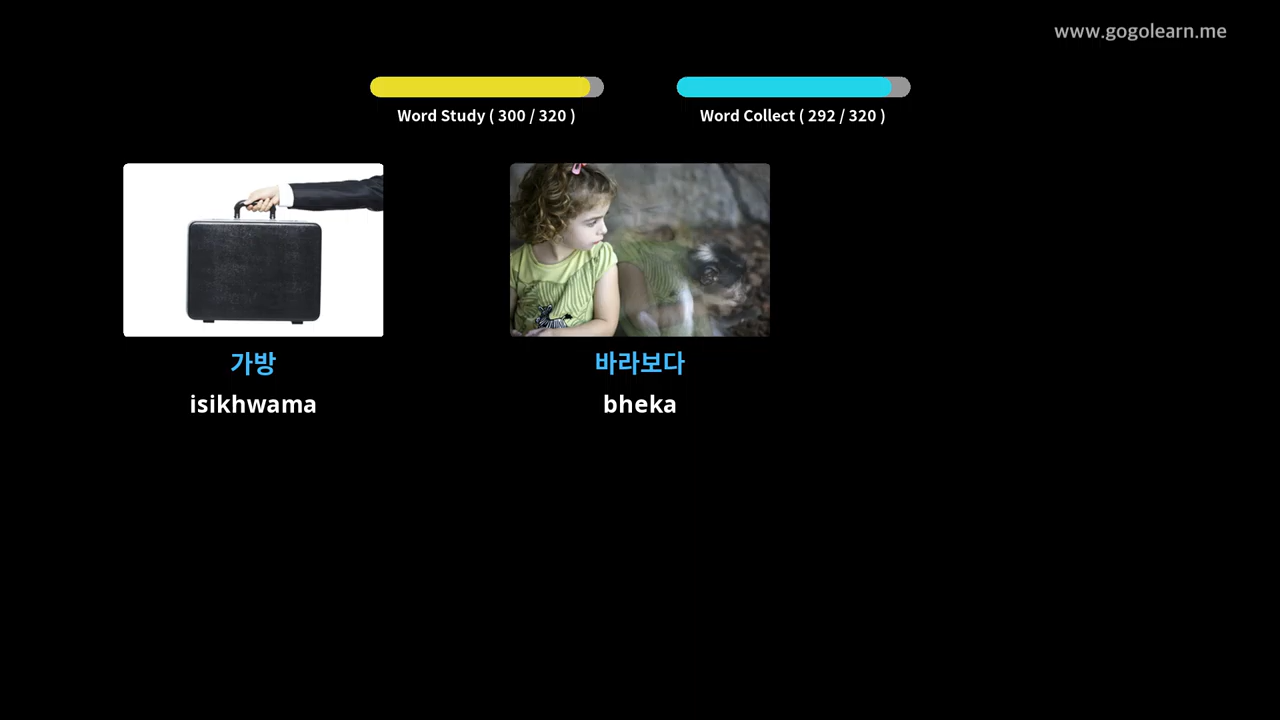 www.gogolearn.me
Word Study ( 300 / 320 )
Word Collect ( 292 / 320 )
가방
isikhwama
바라보다
bheka